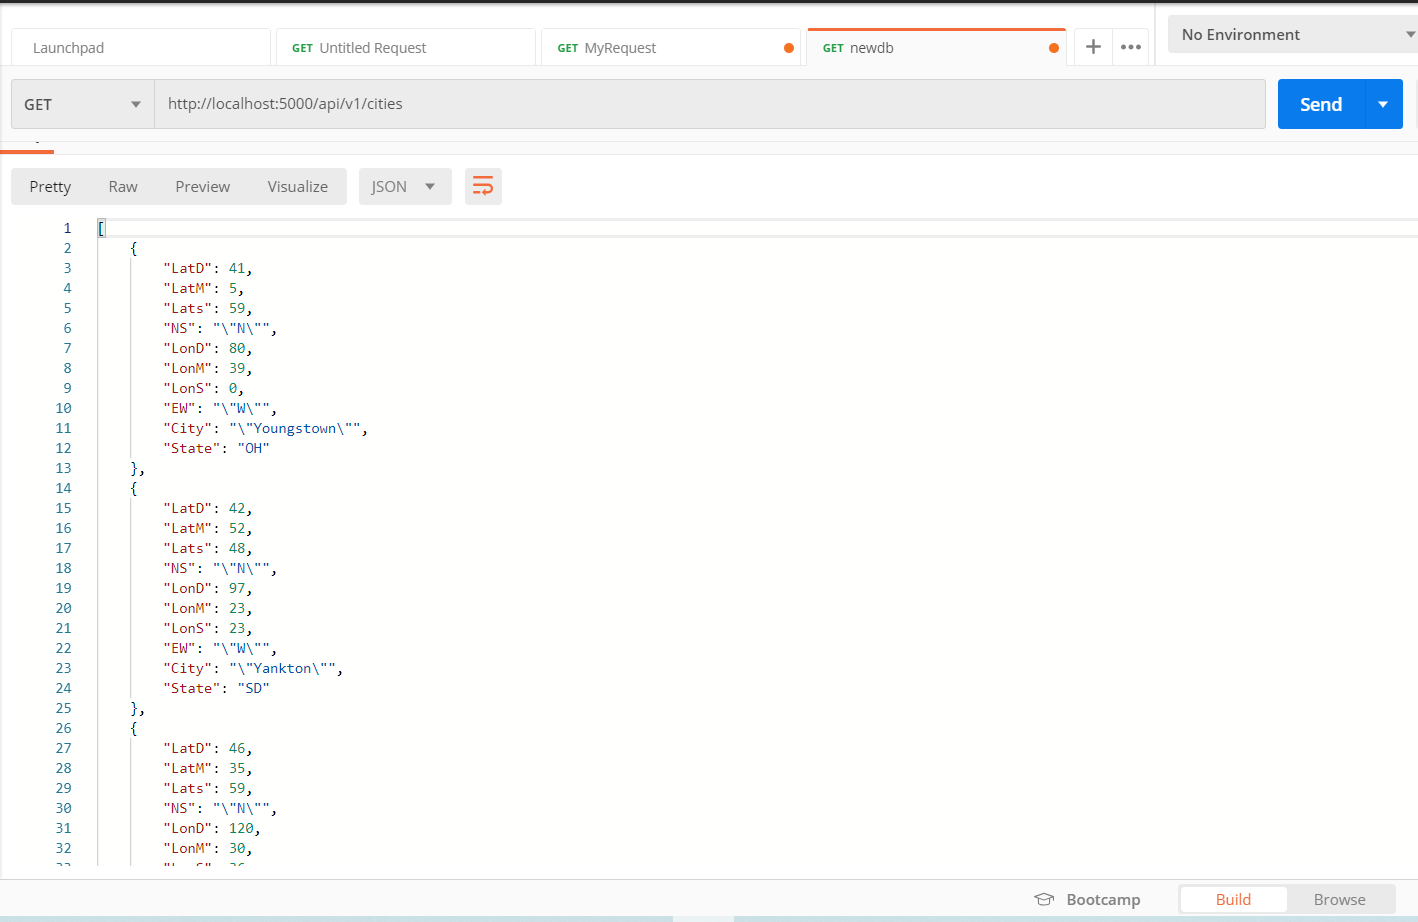 Launchpad
GET Untitled Request
GET MyRequest
GET newdb
No Environment
GET
http://localhost:5000/api/v1/cities
Send
Pretty Raw Preview Visualize JSON
1 [
2 {
3 "LatD": 41,
4 "LatM": 5,
5 "Lats": 59,
6 "NS": "\"N\"",
7 "LonD": 80,
8 "LonM": 39,
9 "LonS": 0,
10 "EW": "\"W\"",
11 "City": "\"Youngstown\"",
12 "State": "OH"
13 },
14 {
15 "LatD": 42,
16 "LatM": 52,
17 "Lats": 48,
18 "NS": "\"N\"",
19 "LonD": 97,
20 "LonM": 23,
21 "LonS": 23,
22 "EW": "\"W\"",
23 "City": "\"Yankton\"",
24 "State": "SD"
25 },
26 {
27 "LatD": 46,
28 "LatM": 35,
29 "Lats": 59,
30 "NS": "\"N\"",
31 "LonD": 120,
32 "LonM": 30,
Bootcamp Build Browse